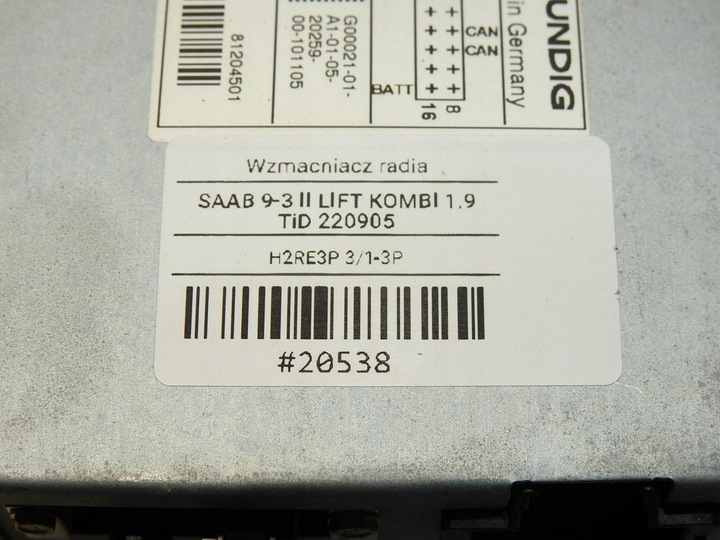 81204501
G00021-01-
A1-01-05-
20259-
00-101105
BATT
CAN
CAN
16
8
in Germany
UNDIG
Wzmacniacz radia
SAAB 9-3 II LIFT KOMBI 1.9
TiD 220905
H2RE3P 3/1-3P
#20538